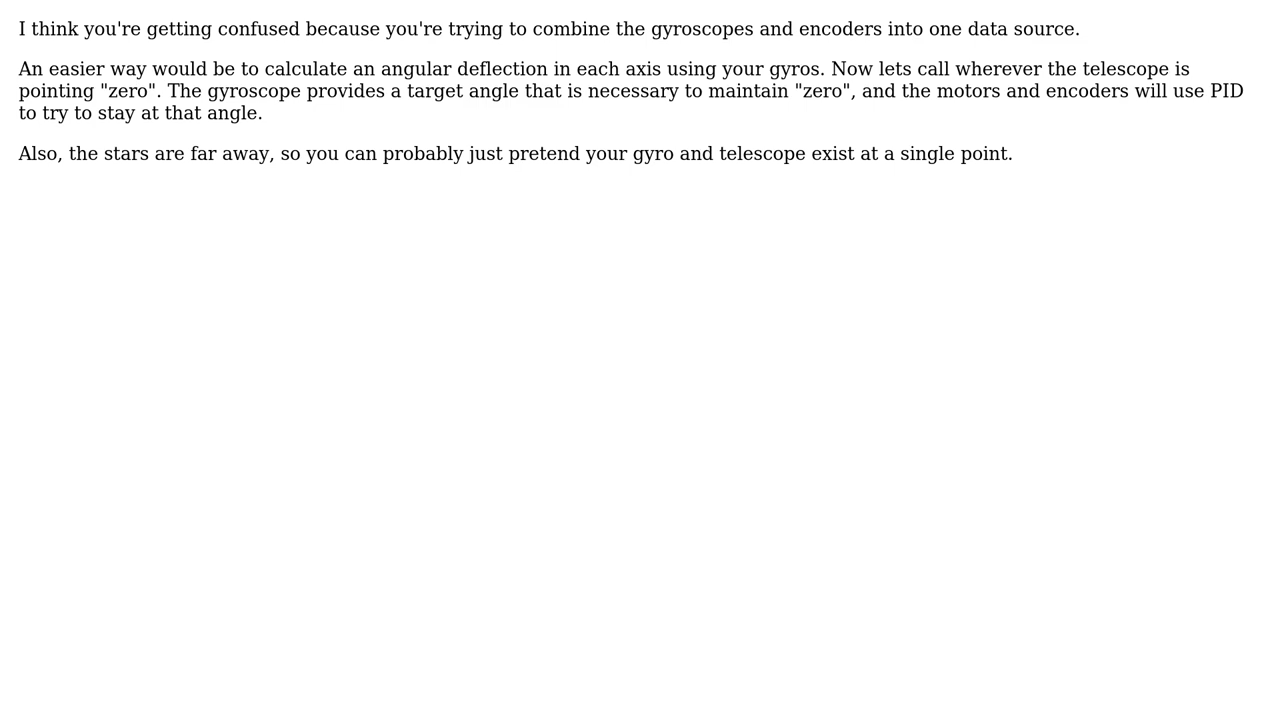 I think you're getting confused because you're trying to combine the gyroscopes and encoders into one data source.
An easier way would be to calculate an angular deflection in each axis using your gyros. Now lets call wherever the telescope is
pointing "zero". The gyroscope provides a target angle that is necessary to maintain "zero", and the motors and encoders will use PID
to try to stay at that angle.
Also, the stars are far away, so you can probably just pretend your gyro and telescope exist at a single point.